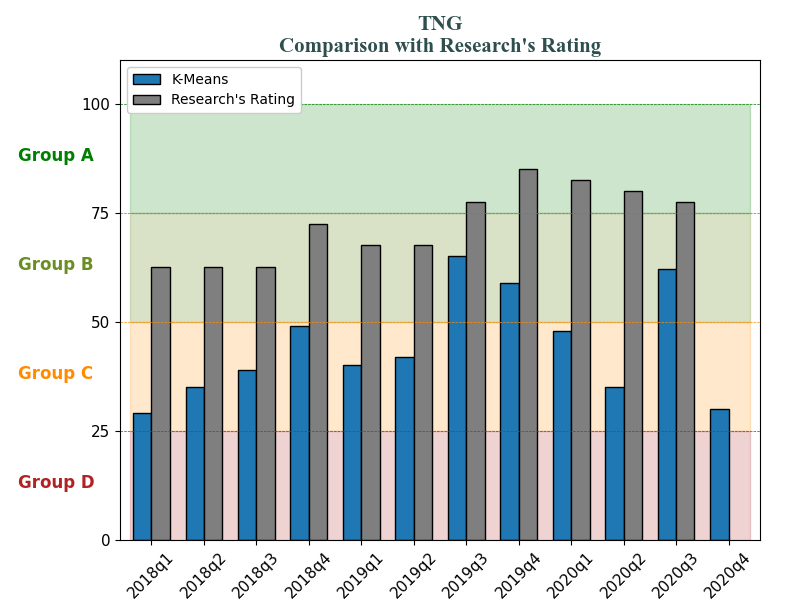 TNG
Comparison with Research's Rating
K-Means
Research's Rating
100
Group A
75
Group B
50
Group C
25
Group D
0
2018q1
2018q2
2018q3
2018q4
2019q1
2019q2
2019q3
2019q4
2020q1
2020q2
2020q3
2020q4